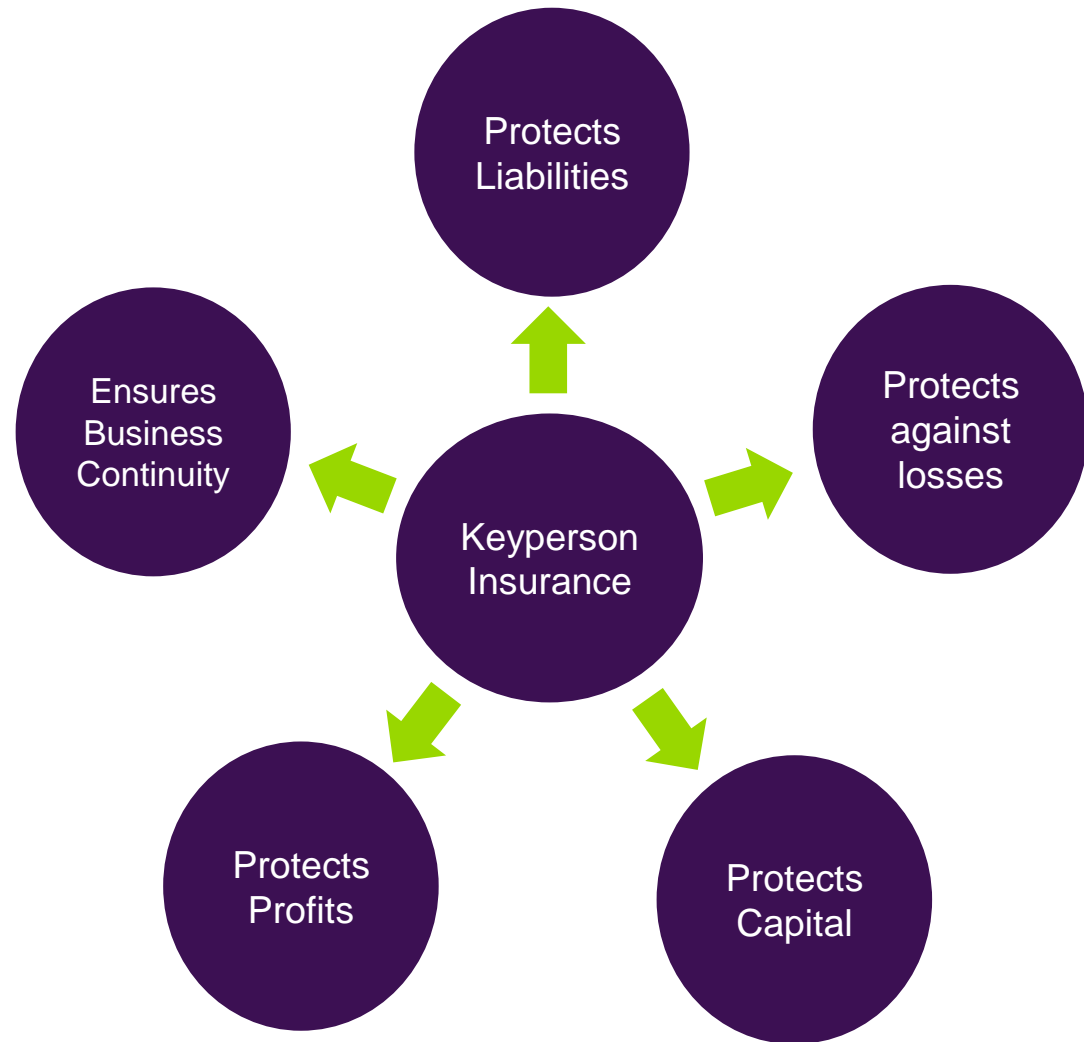 Protects
Liabilities
Ensures
Business
Continuity
Protects
against
losses
Keyperson
Insurance
Protects
Profits
Protects
Capital